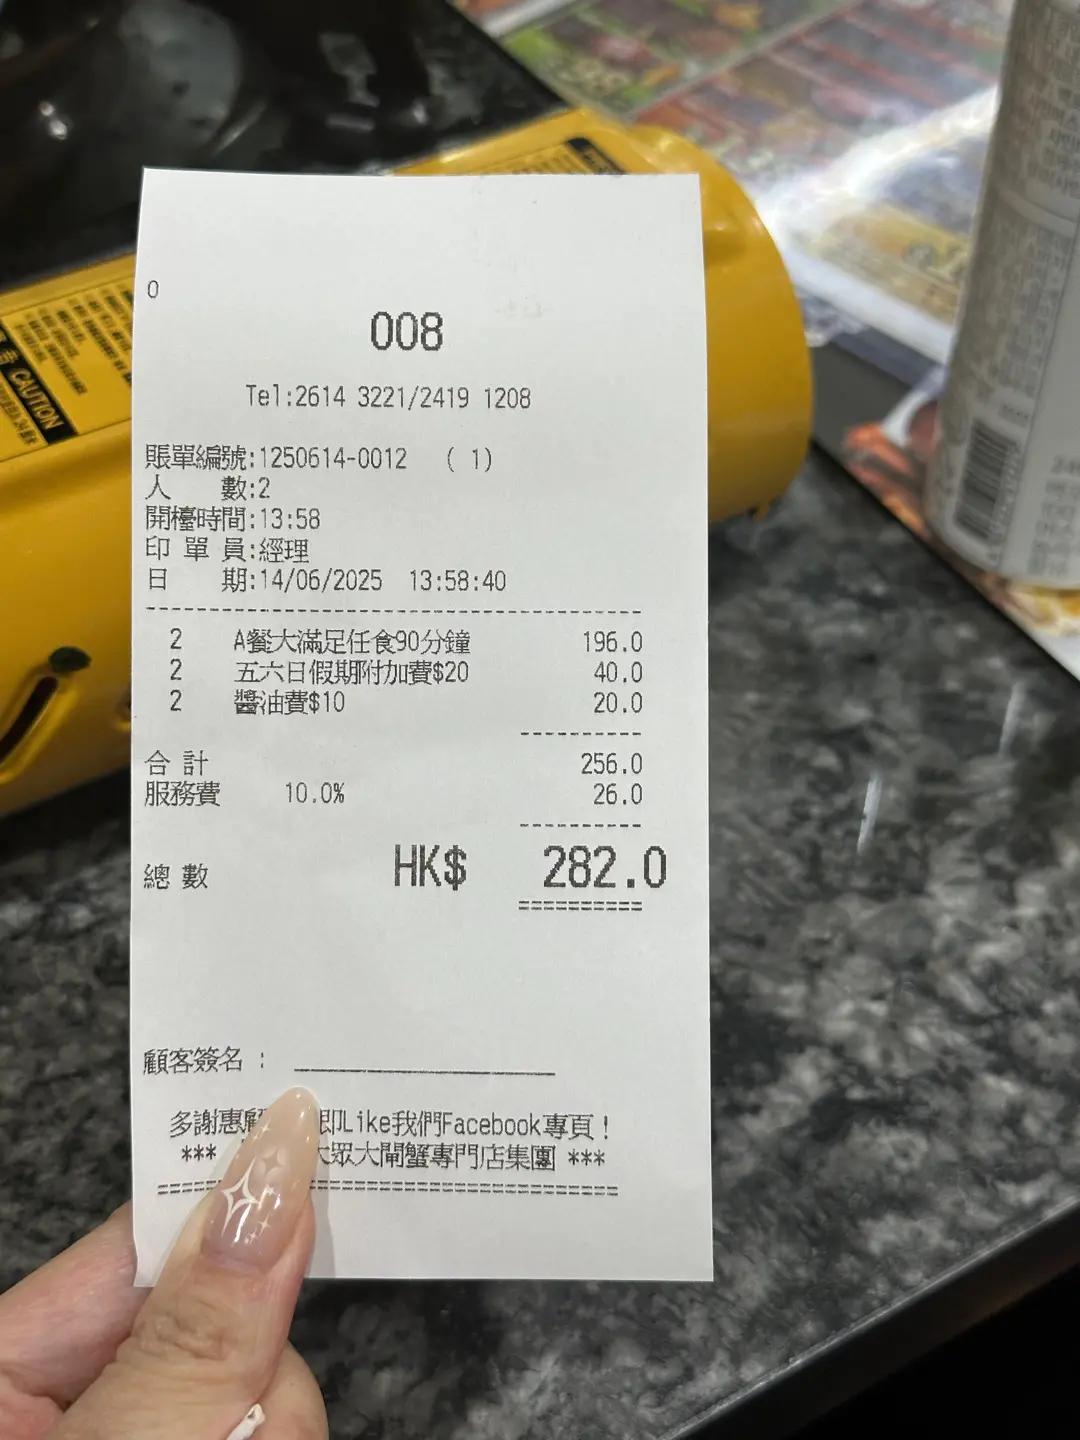 0
008
Tel:2614 3221/2419 1208
賬單編號:1250614-0012 ( 1)
人 數:2
開檯時間:13:58
印 單 員:經理
日 期:14/06/2025 13:58:40
2 A餐大滿足任食90分鐘 196.0
2 五六日假期附加費$20 40.0
2 醬油費$10 20.0
合 計 256.0
服務費 10.0% 26.0
總 數 HK$ 282.0
顧客簽名 :
多謝惠顧 即Like我們Facebook專頁!
*** 大眾大閘蟹專門店集團 ***
CAUTION